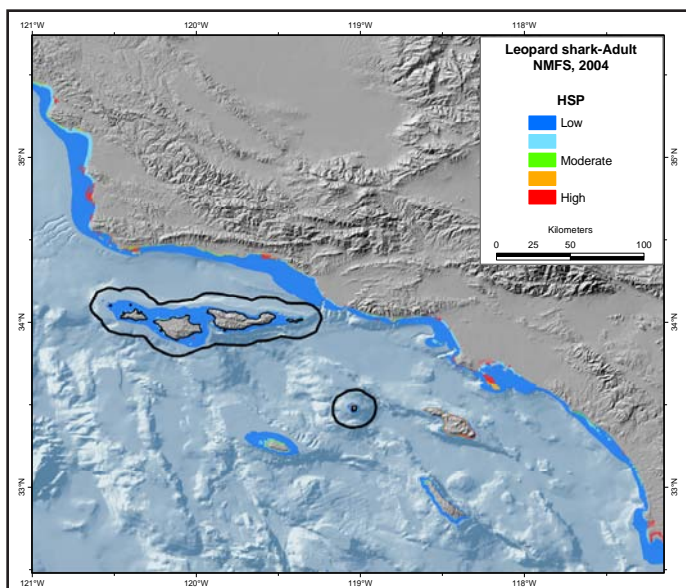 121°W
120°W
119°W
118°W
Leopard shark-Adult
NMFS, 2004
HSP
Low
Moderate
High
Kilometers
0 25 50 100
35°N
35°N
34°N
34°N
33°N
33°N
121°W
120°W
119°W
118°W